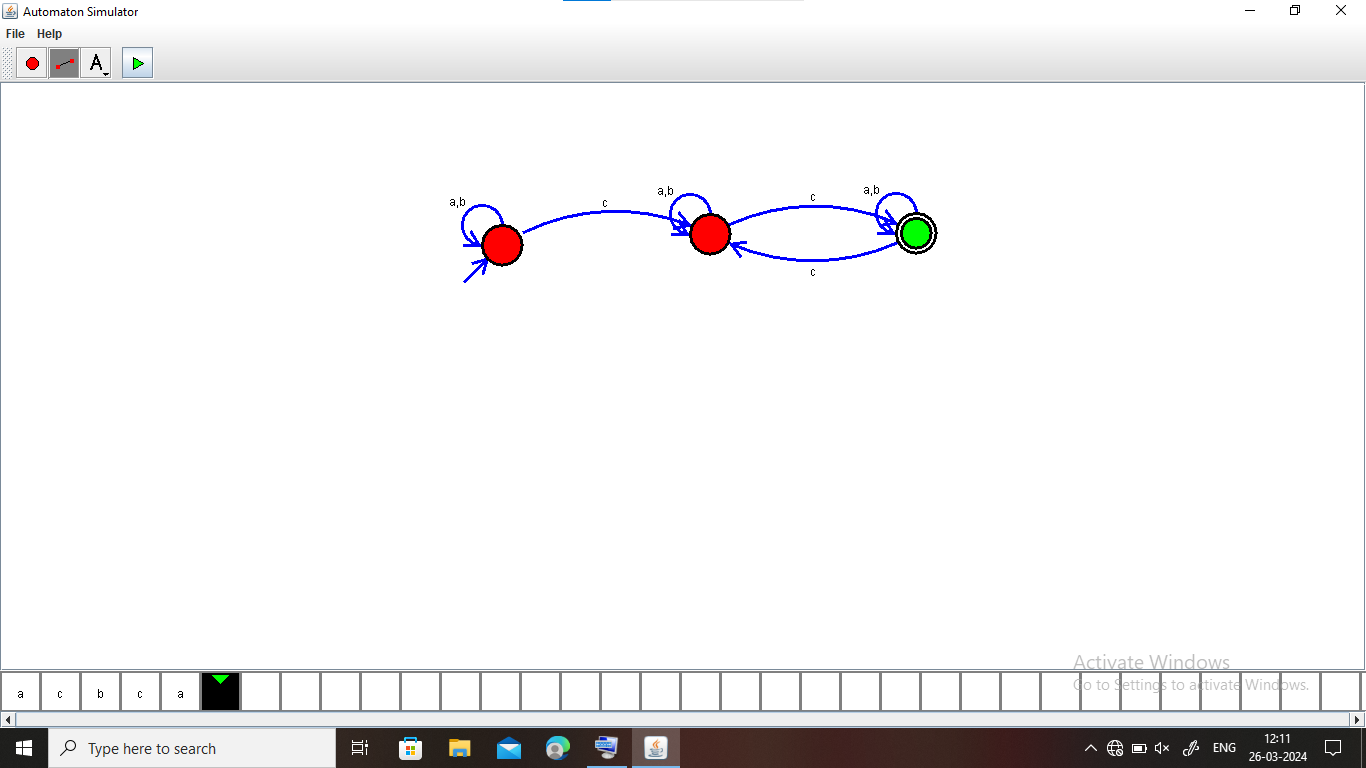 Automaton Simulator
File Help
A
a,b
c
a,b
c
a,b
c
Activate Windows
Go to Settings to activate Windows.
a c b c a
Type here to search
ENG
12:11
26-03-2024